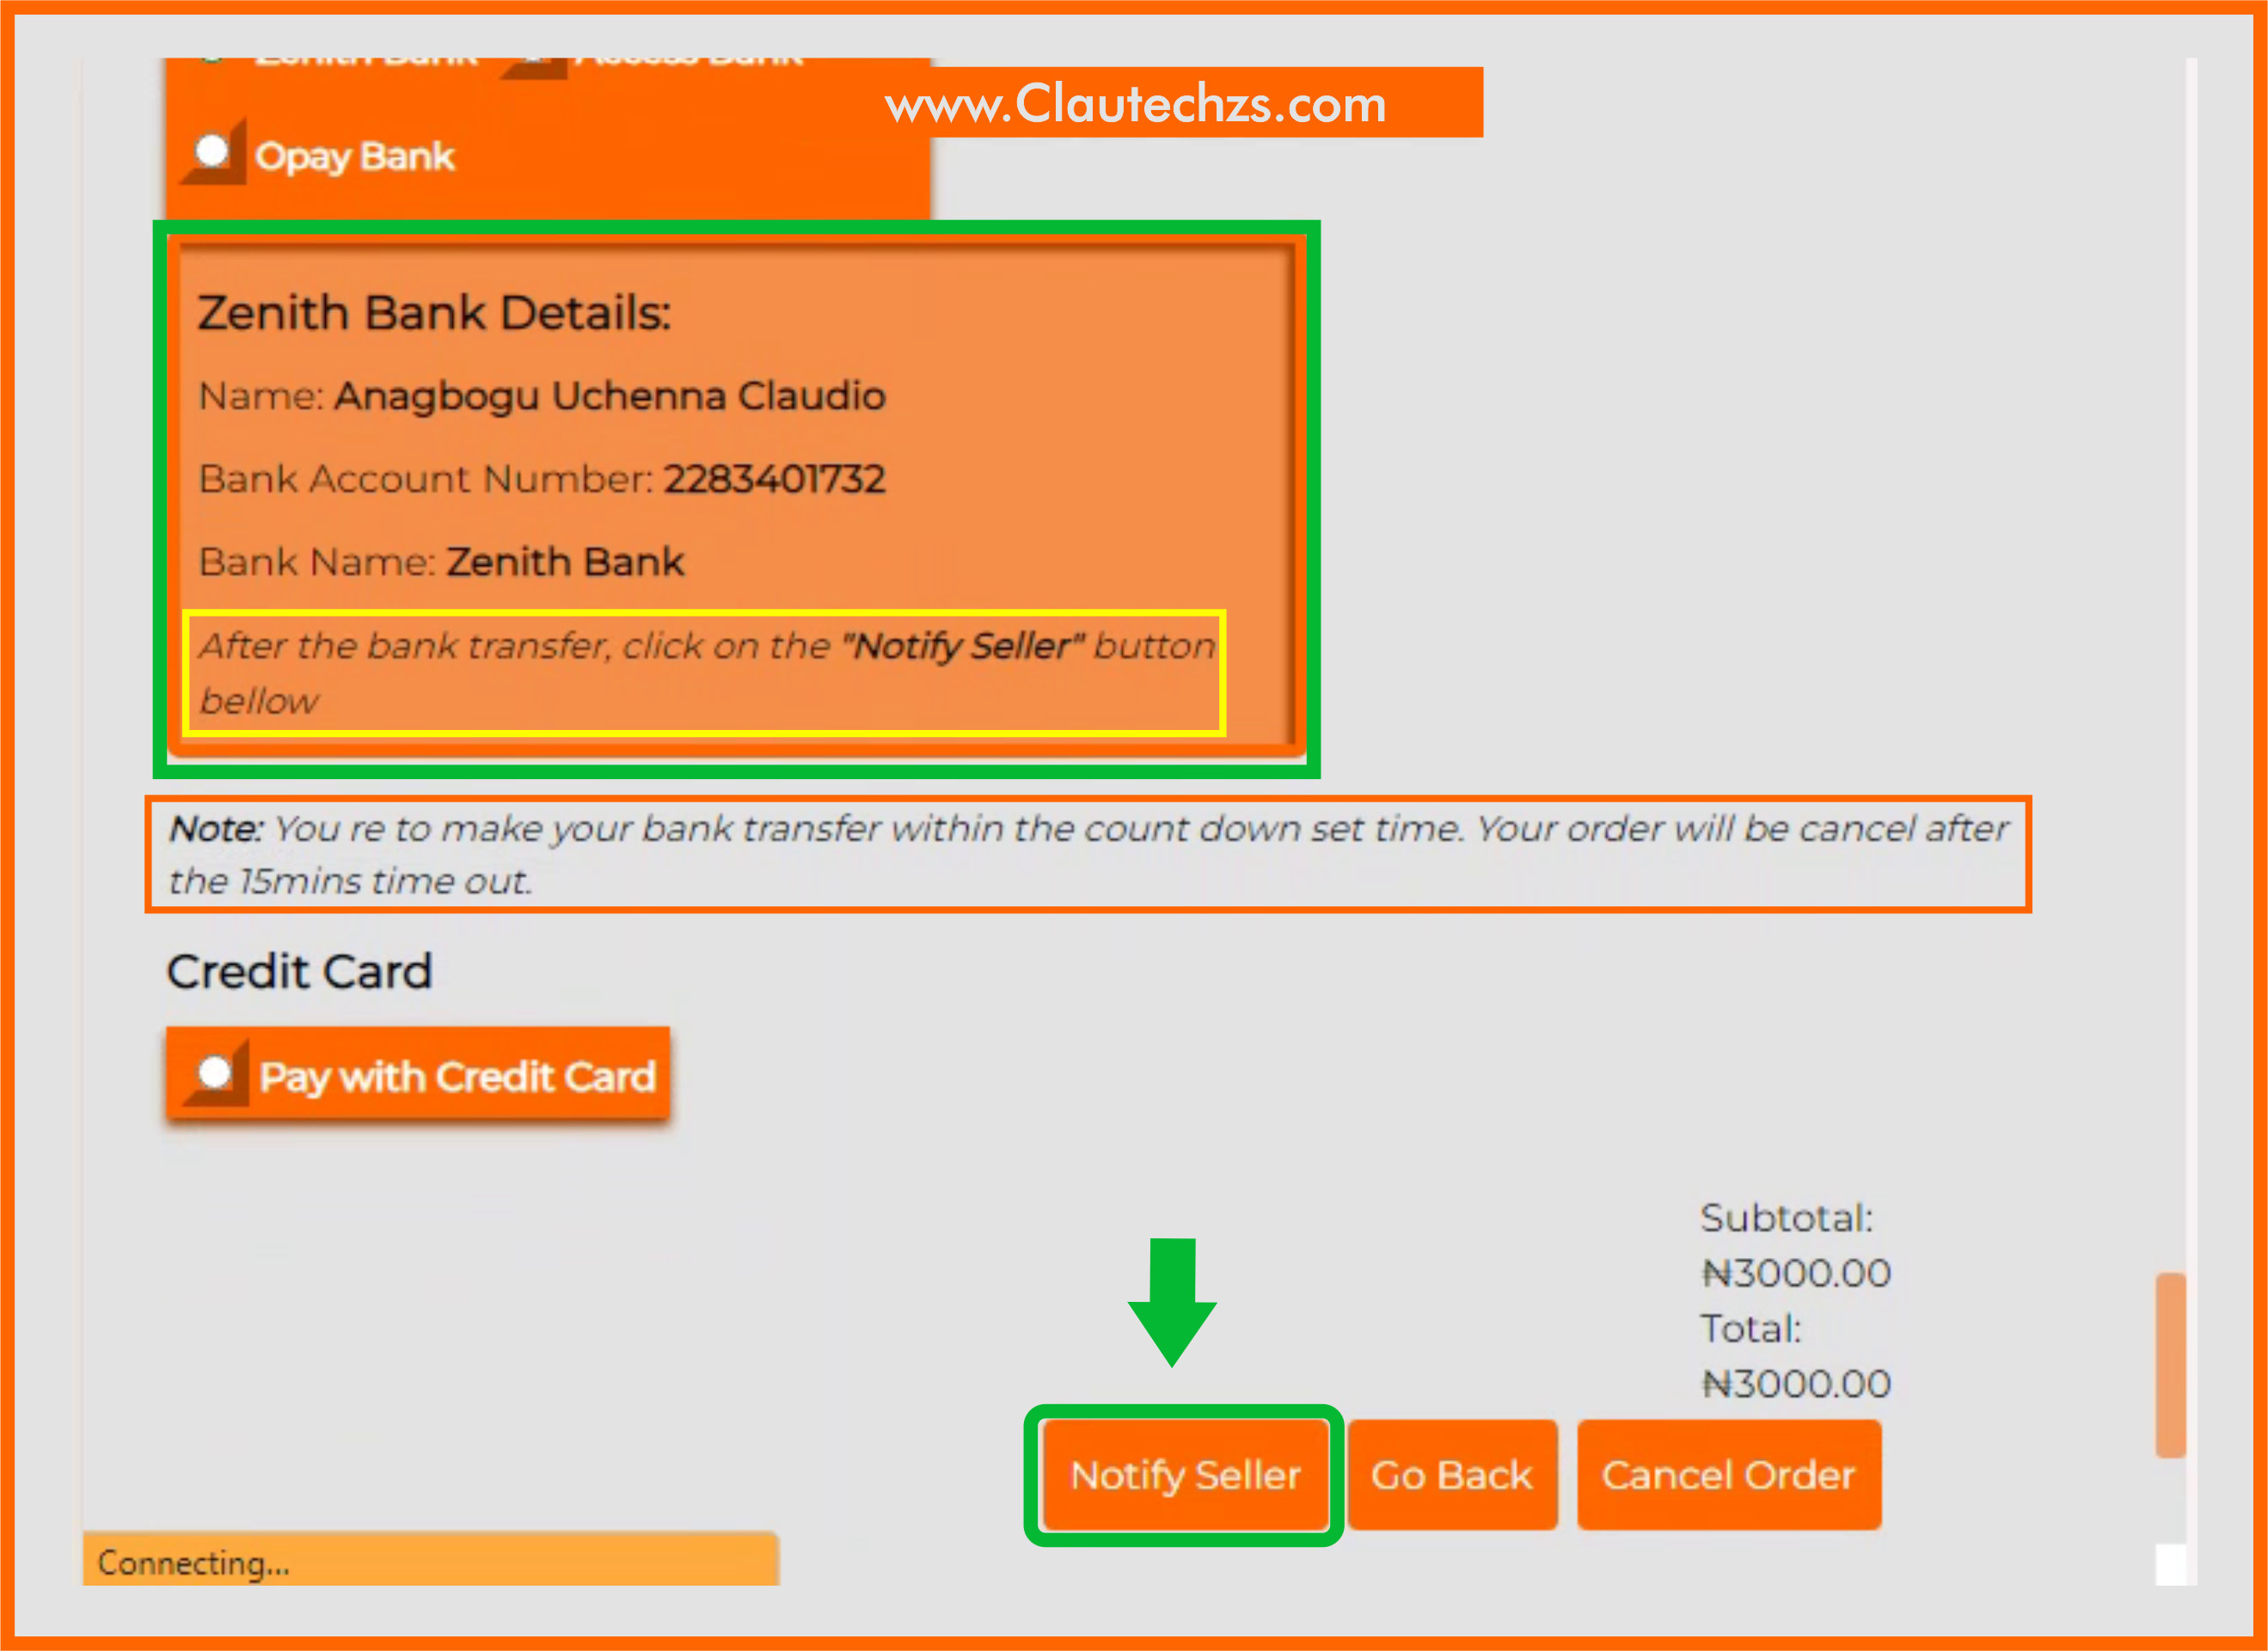 Zenith Bank Access Bank
www.Clautechzs.com
Opay Bank
Zenith Bank Details:
Name: Anagbogu Uchenna Claudio
Bank Account Number: 2283401732
Bank Name: Zenith Bank
After the bank transfer, click on the "Notify Seller" button
bellow
Note: You re to make your bank transfer within the count down set time. Your order will be cancel after
the 15mins time out.
Credit Card
Pay with Credit Card
Subtotal:
₦3000.00
Total:
₦3000.00
Notify Seller Go Back Cancel Order
Connecting...